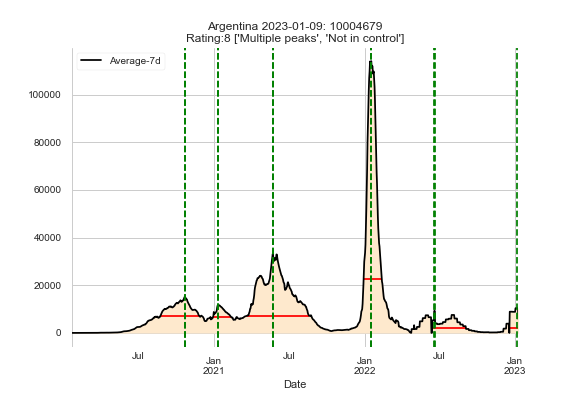 Argentina 2023-01-09: 10004679
Rating:8 ['Multiple peaks', 'Not in control']
Average-7d
100000
80000
60000
40000
20000
0
Jul
Jan
2021
Jul
Jan
2022
Jul
Jan
2023
Date